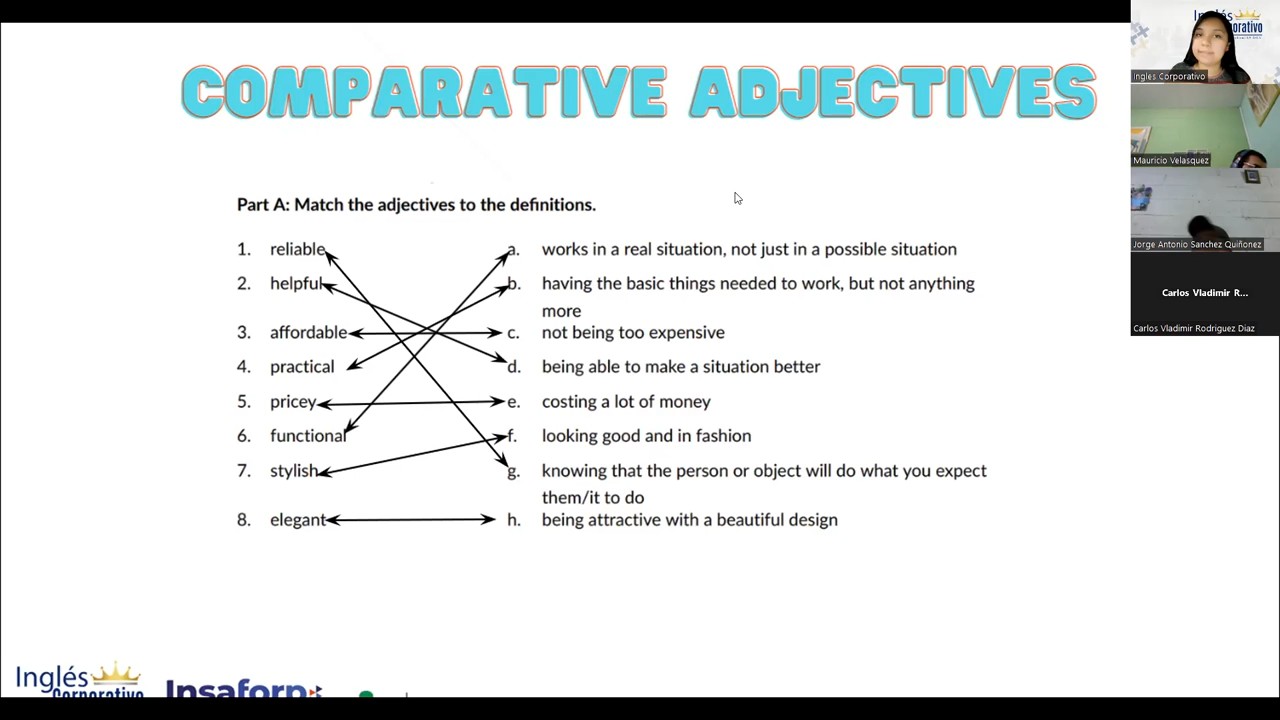 COMPARATIVE ADJECTIVES
Part A: Match the adjectives to the definitions.
1. reliable
2. helpful
3. affordable
4. practical
5. pricey
6. functional
7. stylish
8. elegant
a. works in a real situation, not just in a possible situation
b. having the basic things needed to work, but not anything
more
c. not being too expensive
d. being able to make a situation better
e. costing a lot of money
f. looking good and in fashion
g. knowing that the person or object will do what you expect
them/it to do
h. being attractive with a beautiful design
Inglés
Corporativo
Insaforp
Inglés
Ingles Corporativo
Mauricio Velasquez
Jorge Antonio Sanchez Quiñonez
Carlos Vladimir R...
Carlos Vladimir Rodriguez Diaz